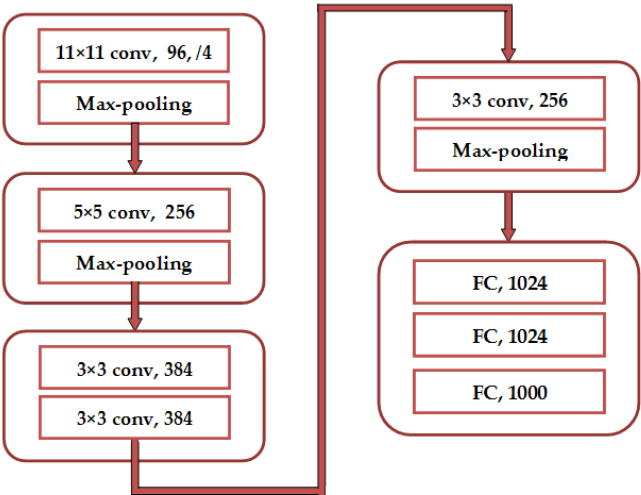 11×11 conv, 96, /4
Max-pooling
5×5 conv, 256
Max-pooling
3×3 conv, 384
3×3 conv, 384
3×3 conv, 256
Max-pooling
FC, 1024
FC, 1024
FC, 1000